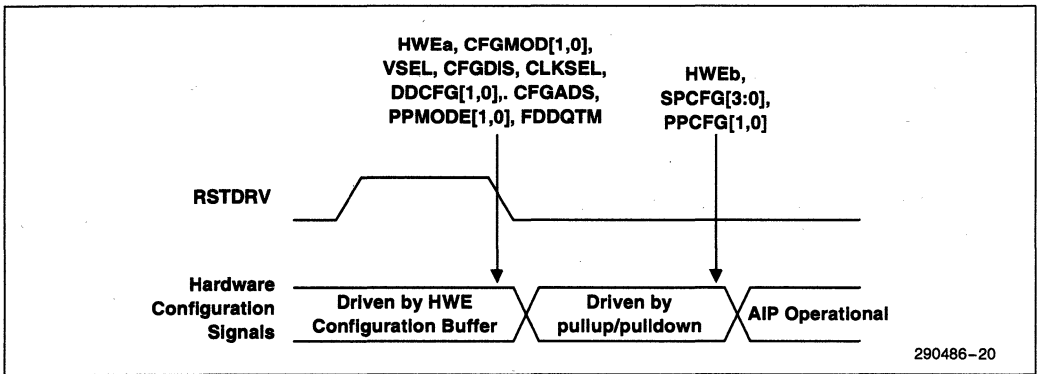 HWEa, CFGMOD[1,0],
VSEL, CFGDIS, CLKSEL,
DDCFG[1,0],. CFGADS,
PPMODE[1,0], FDDQTM
HWEb,
SPCFG[3:0],
PPCFG[1,0]
RSTDRV
Hardware
Configuration
Signals
Driven by HWE
Configuration Buffer
Driven by
pullup/pulldown
AIP Operational
290486–20